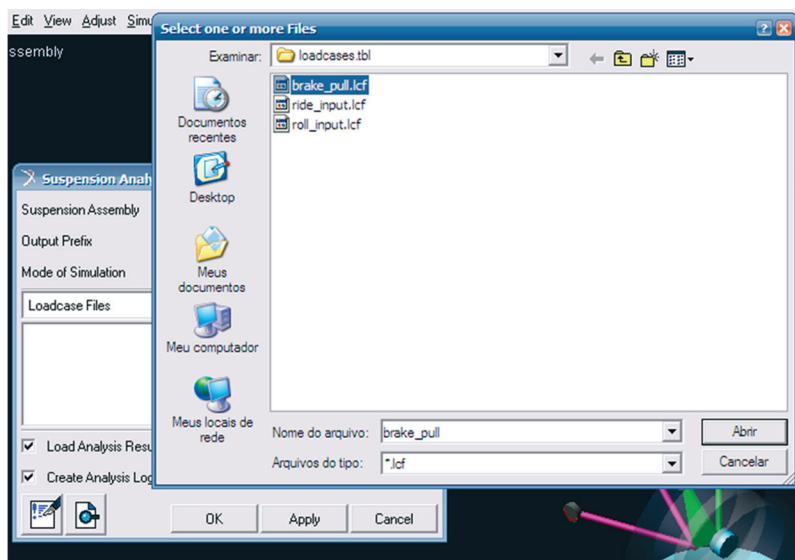 Edit View Adjust Simu
Select one or more Files
ssembly
Examinar: loadcases.tbl
brake_pull.lcf
ride_input.lcf
roll_input.lcf
Documentos
recentes
Desktop
Meus
documentos
Meu computador
Meus locais de
rede
Nome do arquivo: brake_pull
Abrir
Arquivos do tipo: *.lcf
Cancelar
Suspension Anal
Suspension Assembly
Output Prefix
Mode of Simulation
Loadcase Files
Load Analysis Resu
Create Analysis Log
OK Apply Cancel